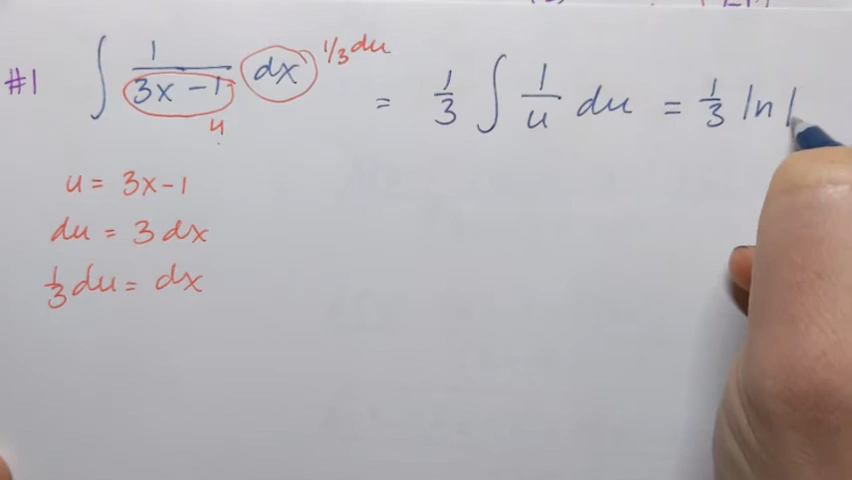 #1 ∫ 1/(3x - 1) dx 1/3 du = 1/3 ∫ 1/u du = 1/3 ln |
u
u = 3x-1
du = 3 dx
1/3 du = dx